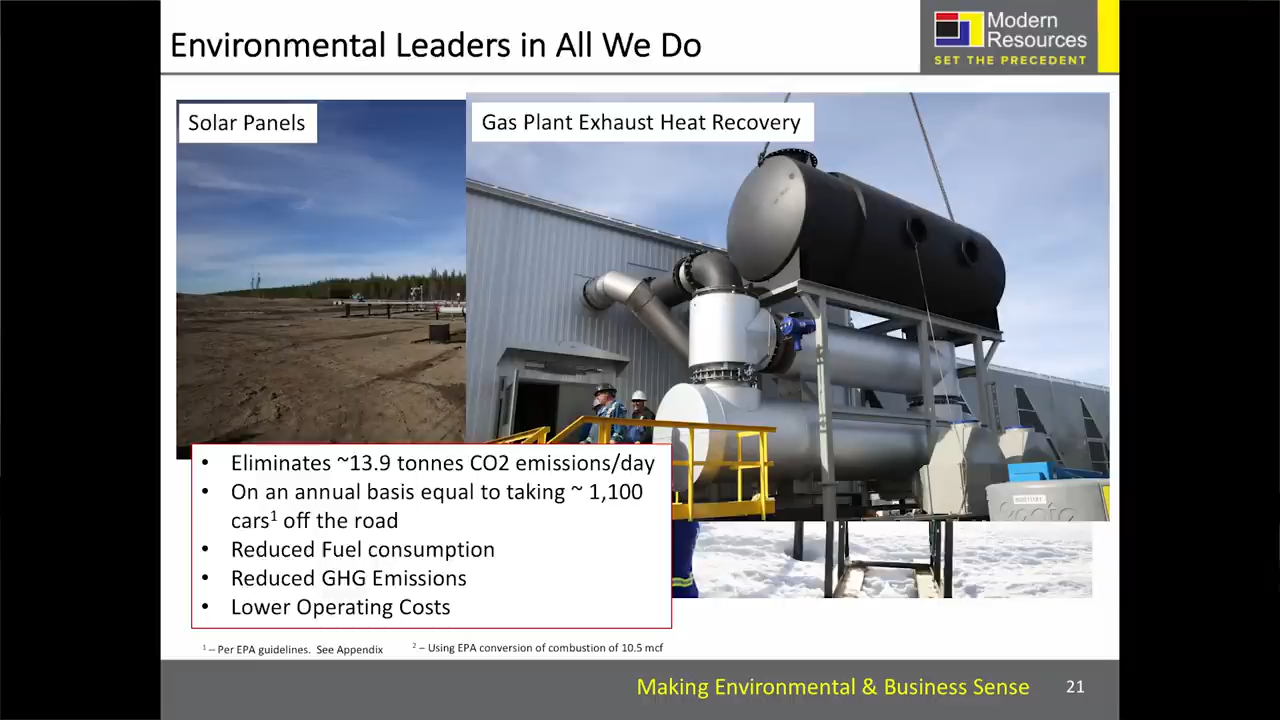 Environmental Leaders in All We Do
Modern
Resources
SET THE PRECEDENT
Solar Panels
Gas Plant Exhaust Heat Recovery
• Eliminates ~13.9 tonnes CO2 emissions/day
• On an annual basis equal to taking ~ 1,100
cars1 off the road
• Reduced Fuel consumption
• Reduced GHG Emissions
• Lower Operating Costs
1 – Per EPA guidelines. See Appendix
2 – Using EPA conversion of combustion of 10.5 mcf
Making Environmental & Business Sense
21